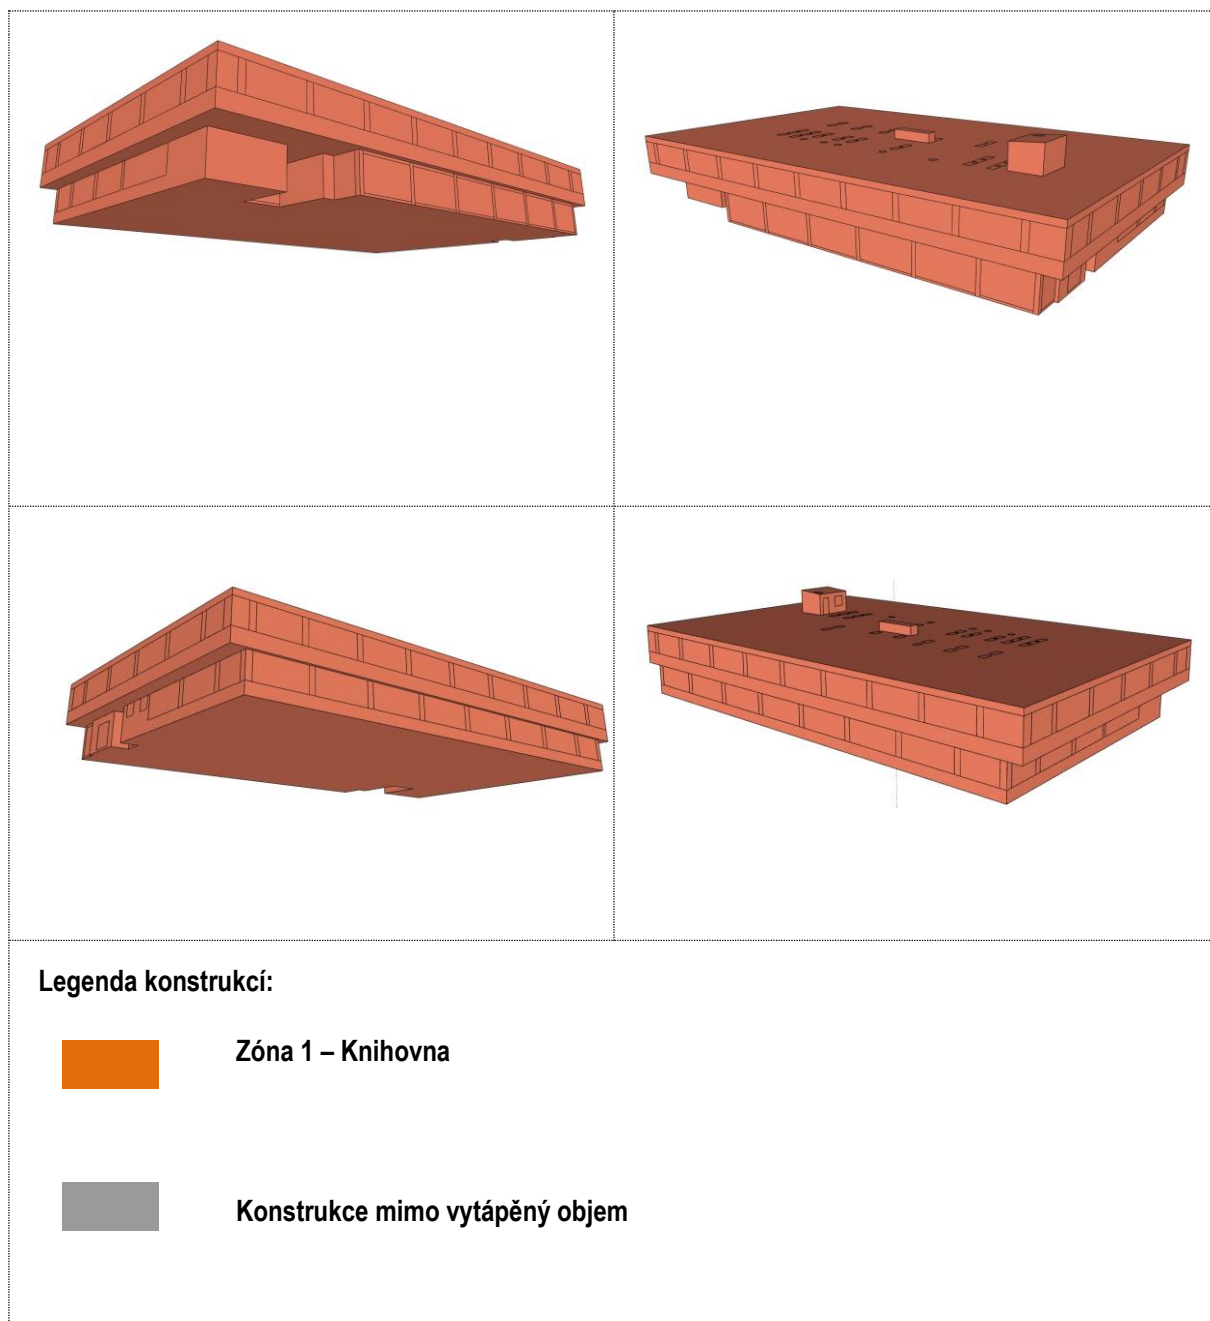 Legenda konstrukcí:
Zóna 1 – Knihovna
Konstrukce mimo vytápěný objem